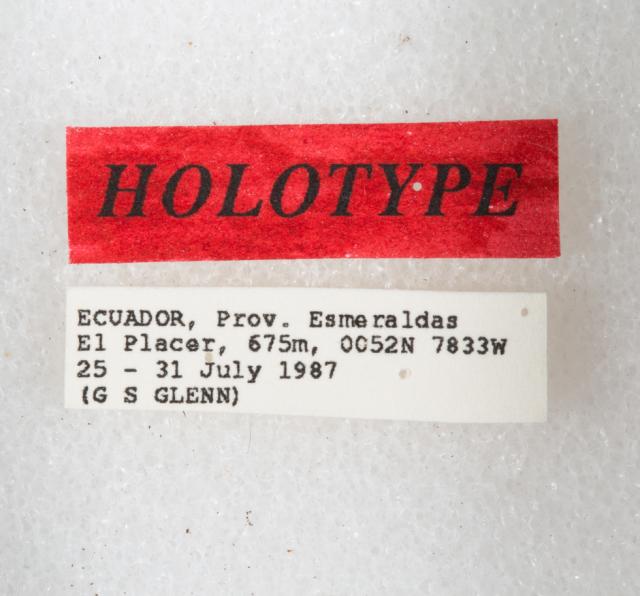 HOLOTYPE
ECUADOR, Prov. Esmeraldas
El Placer, 675m, 0052N 7833W
25 - 31 July 1987
(G S GLENN)